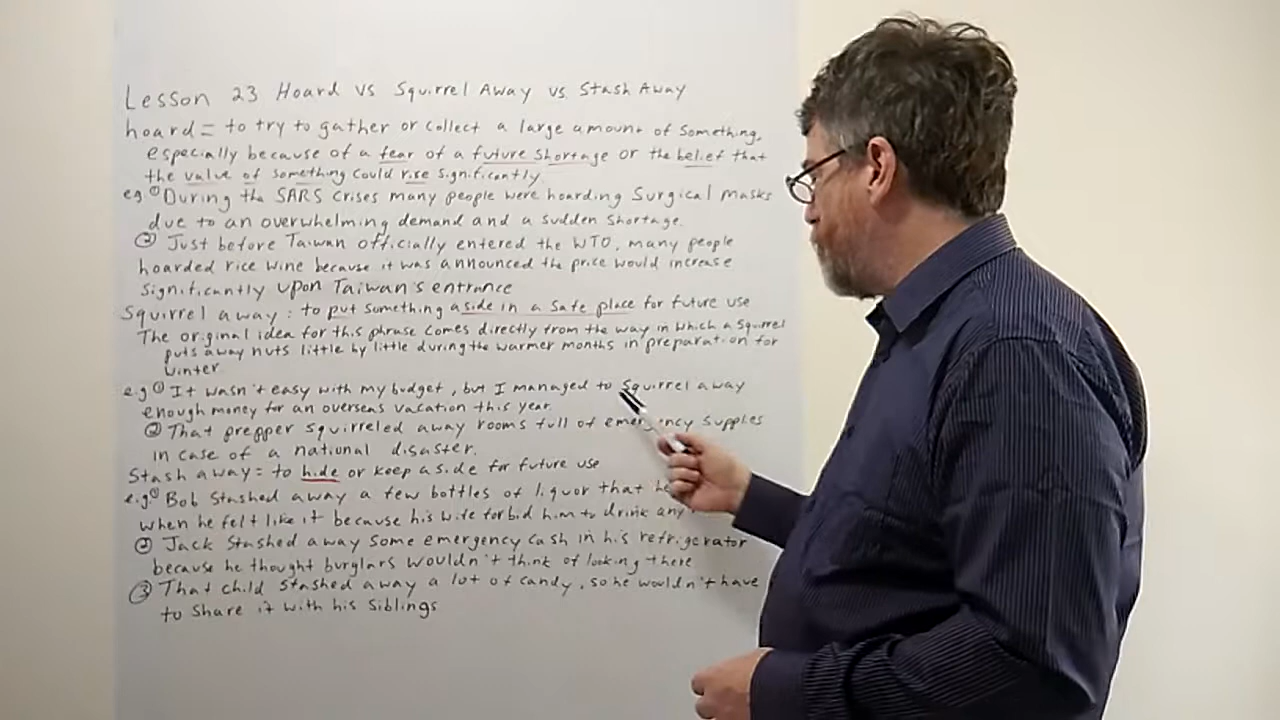 Lesson 23 Hoard vs Squirrel Away vs Stash Away
hoard = to try to gather or collect a large amount of something,
especially because of a fear of a future shortage or the belief that
the value of something could rise significantly.
eg ① During the SARS crises many people were hoarding surgical masks
due to an overwhelming demand and a sudden shortage.
② Just before Taiwan officially entered the WTO, many people
hoarded rice wine because it was announced the price would increase
significantly upon Taiwan's entrance
Squirrel away: to put something aside in a safe place for future use
The original idea for this phrase comes directly from the way in which a squirrel
puts away nuts little by little during the warmer months in preparation for
winter.
e.g ① It wasn't easy with my budget, but I managed to squirrel away
enough money for an overseas vacation this year.
② That prepper squirreled away rooms full of emergency supples
in case of a national disaster.
Stash away = to hide or keep aside for future use
e.g ① Bob stashed away a few bottles of liquor that
when he felt like it because his wife forbid him to drink any
② Jack stashed away some emergency cash in his refrigerator
because he thought burglars wouldn't think of looking there
③ That child stashed away a lot of candy, so he wouldn't have
to share it with his siblings